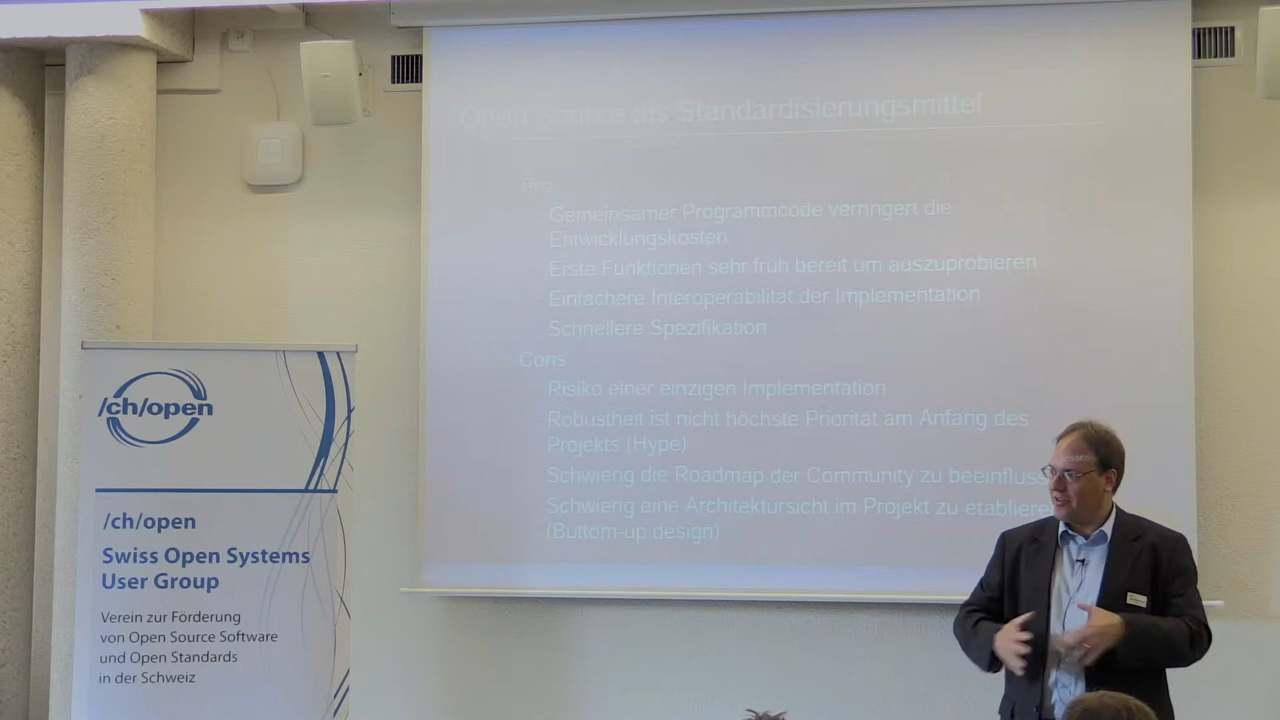 Open Source als Standardisierungsmittel
Pro
Gemeinsamer Programmcode verringert die
Entwicklungskosten
Erste Funktionen sehr früh bereit um auszuprobieren
Einfachere Interoperabilität der Implementation
Schnellere Spezifikation
Cons
Risiko einer einzigen Implementation
Robustheit ist nicht höchste Priorität am Anfang des
Projekts (Hype)
Schwierig die Roadmap der Community zu beeinfluss
Schwierig eine Architektursicht im Projekt zu etabliere
(Buttom-up design)
/ch/open
/ch/open
Swiss Open Systems
User Group
Verein zur Förderung
von Open Source Software
und Open Standards
in der Schweiz